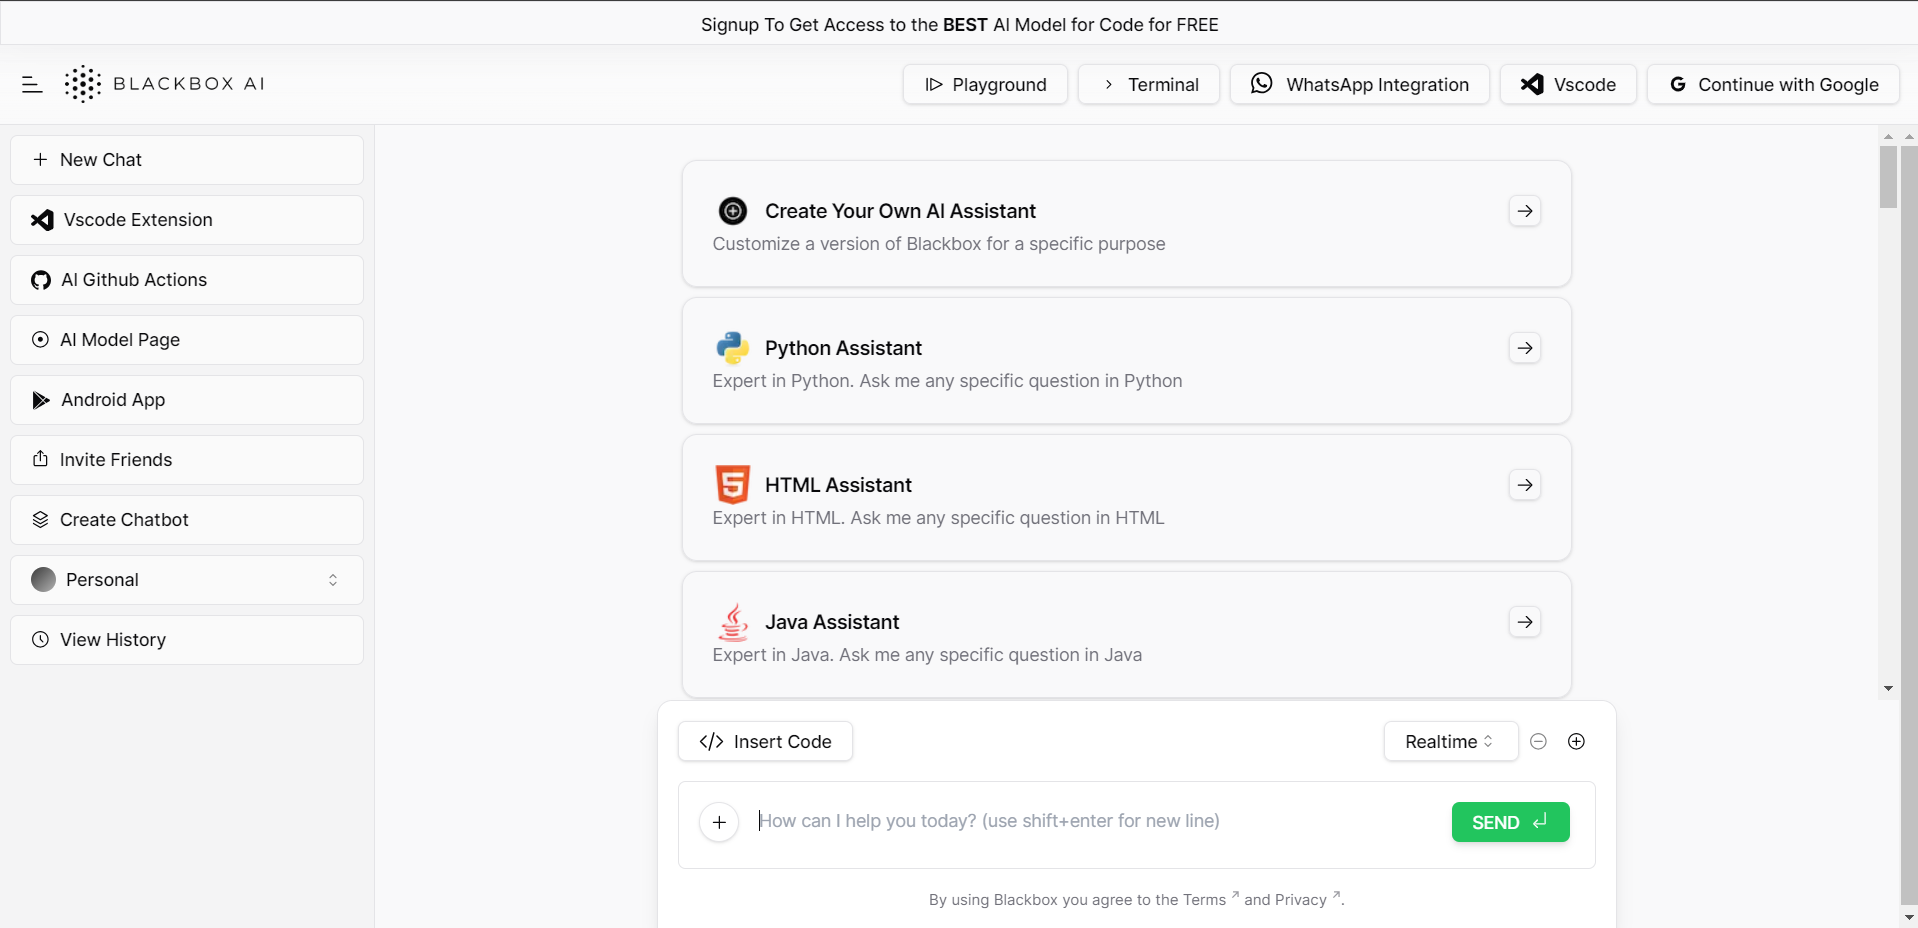 Signup To Get Access to the BEST AI Model for Code for FREE
BLACKBOX AI
Playground
Terminal
WhatsApp Integration
Vscode
Continue with Google
New Chat
Vscode Extension
AI Github Actions
AI Model Page
Android App
Invite Friends
Create Chatbot
Personal
View History
Create Your Own AI Assistant
Customize a version of Blackbox for a specific purpose
Python Assistant
Expert in Python. Ask me any specific question in Python
HTML Assistant
Expert in HTML. Ask me any specific question in HTML
Java Assistant
Expert in Java. Ask me any specific question in Java
</> Insert Code
Realtime
How can I help you today? (use shift+enter for new line)
SEND
By using Blackbox you agree to the Terms ↗ and Privacy ↗.